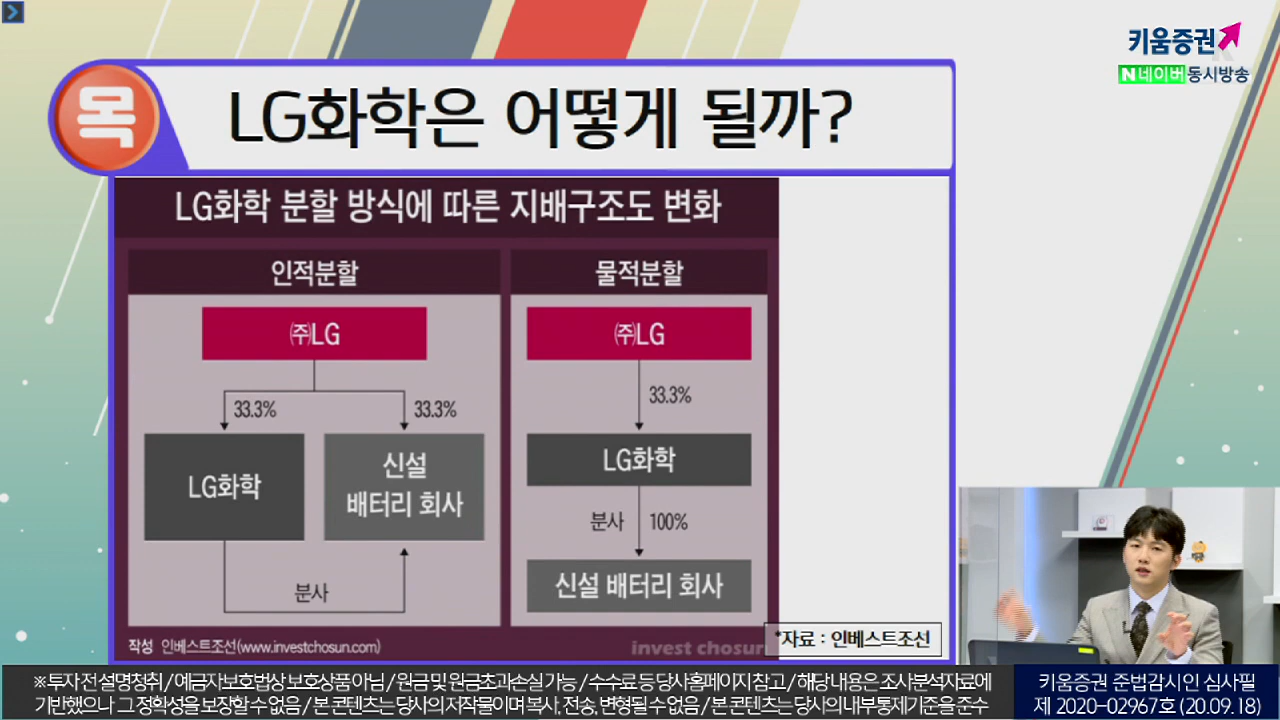 키움증권
N 네이버 동시방송
목
LG화학은 어떻게 될까?
LG화학 분할 방식에 따른 지배구조도 변화
인적분할
㈜LG
33.3%
33.3%
LG화학
신설
배터리 회사
분사
물적분할
㈜LG
33.3%
LG화학
분사 100%
신설 배터리 회사
작성 인베스트조선(www.investchosun.com)
invest chosun
*자료 : 인베스트조선
※ 투자 전 설명청취 / 예금자보호법상 보호상품 아님 / 원금 및 원금초과손실 가능 / 수수료 등 당사 홈페이지 참고 / 해당 내용은 조사분석자료에
기반했으나 그 정확성을 보장할 수 없음 / 본 콘텐츠는 당사의 저작물이며 복사, 전송, 변형될 수 없음 / 본 콘텐츠는 당사의 내부통제기준을 준수
키움증권 준법감시인 심사필
제 2020-02967호 (20.09.18)